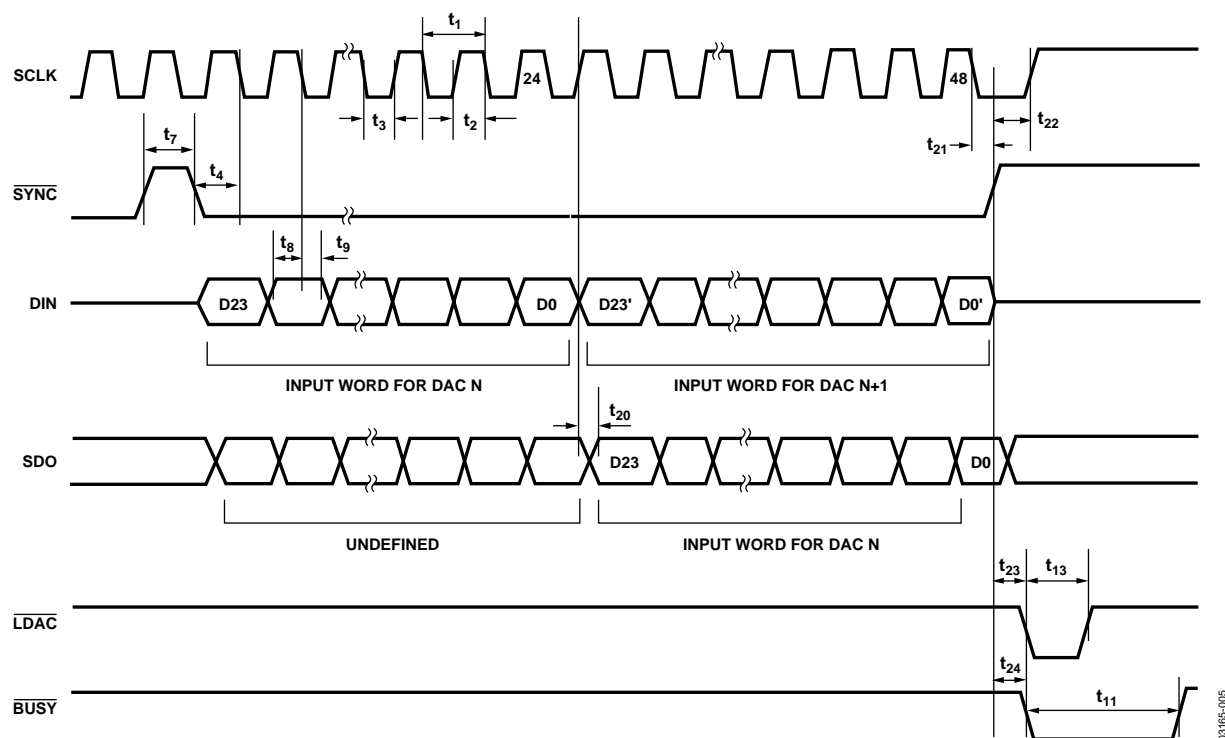 t1
SCLK
24
48
t3
t2
t22
t21
t7
t4
SYNC
t8
t9
DIN
D23
D0
D23'
D0'
INPUT WORD FOR DAC N
INPUT WORD FOR DAC N+1
t20
SDO
D23
D0
UNDEFINED
INPUT WORD FOR DAC N
t23
t13
LDAC
t24
t11
BUSY
03165-005